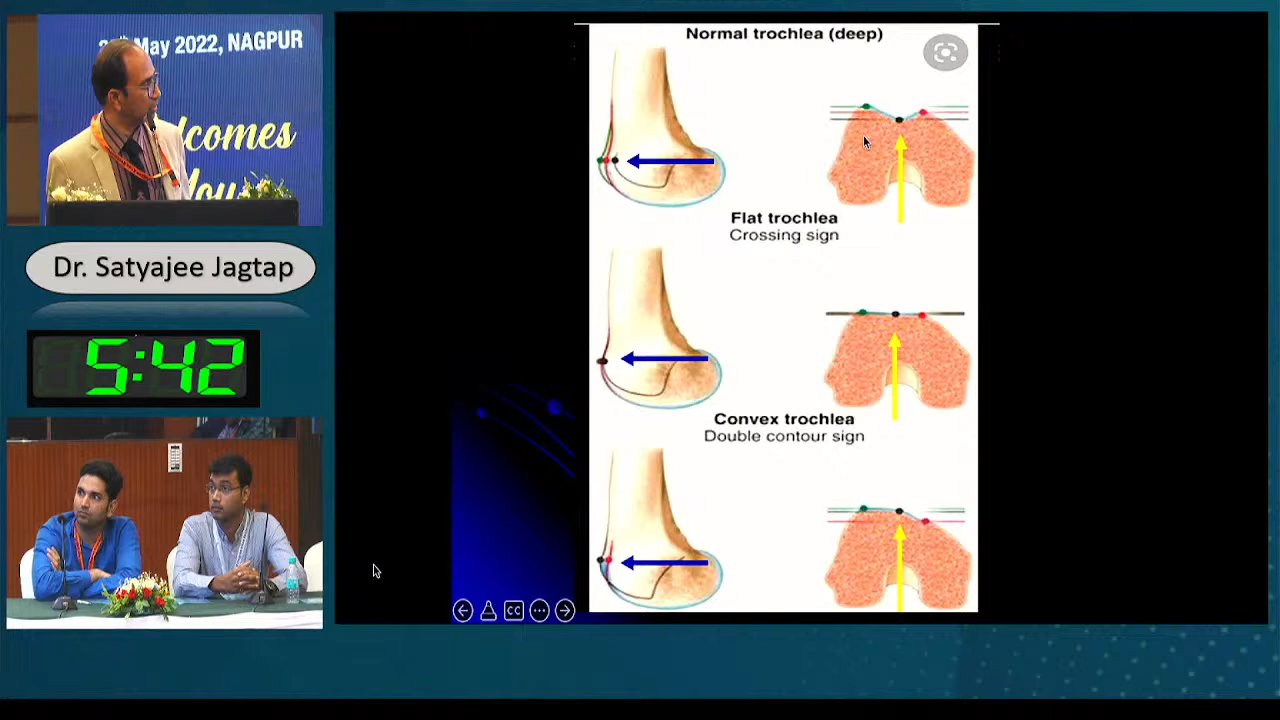 May 2022, NAGPUR
Dr. Satyajee Jagtap
5:42
Normal trochlea (deep)
Flat trochlea
Crossing sign
Convex trochlea
Double contour sign
CC